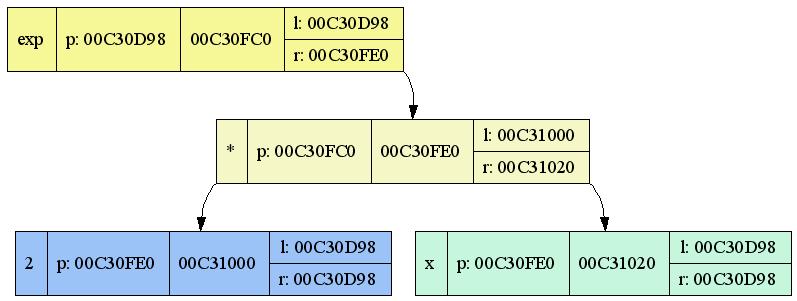 exp p: 00C30D98 00C30FC0 l: 00C30D98
r: 00C30FE0
* p: 00C30FC0 00C30FE0 l: 00C31000
r: 00C31020
2 p: 00C30FE0 00C31000 l: 00C30D98
r: 00C30D98
x p: 00C30FE0 00C31020 l: 00C30D98
r: 00C30D98